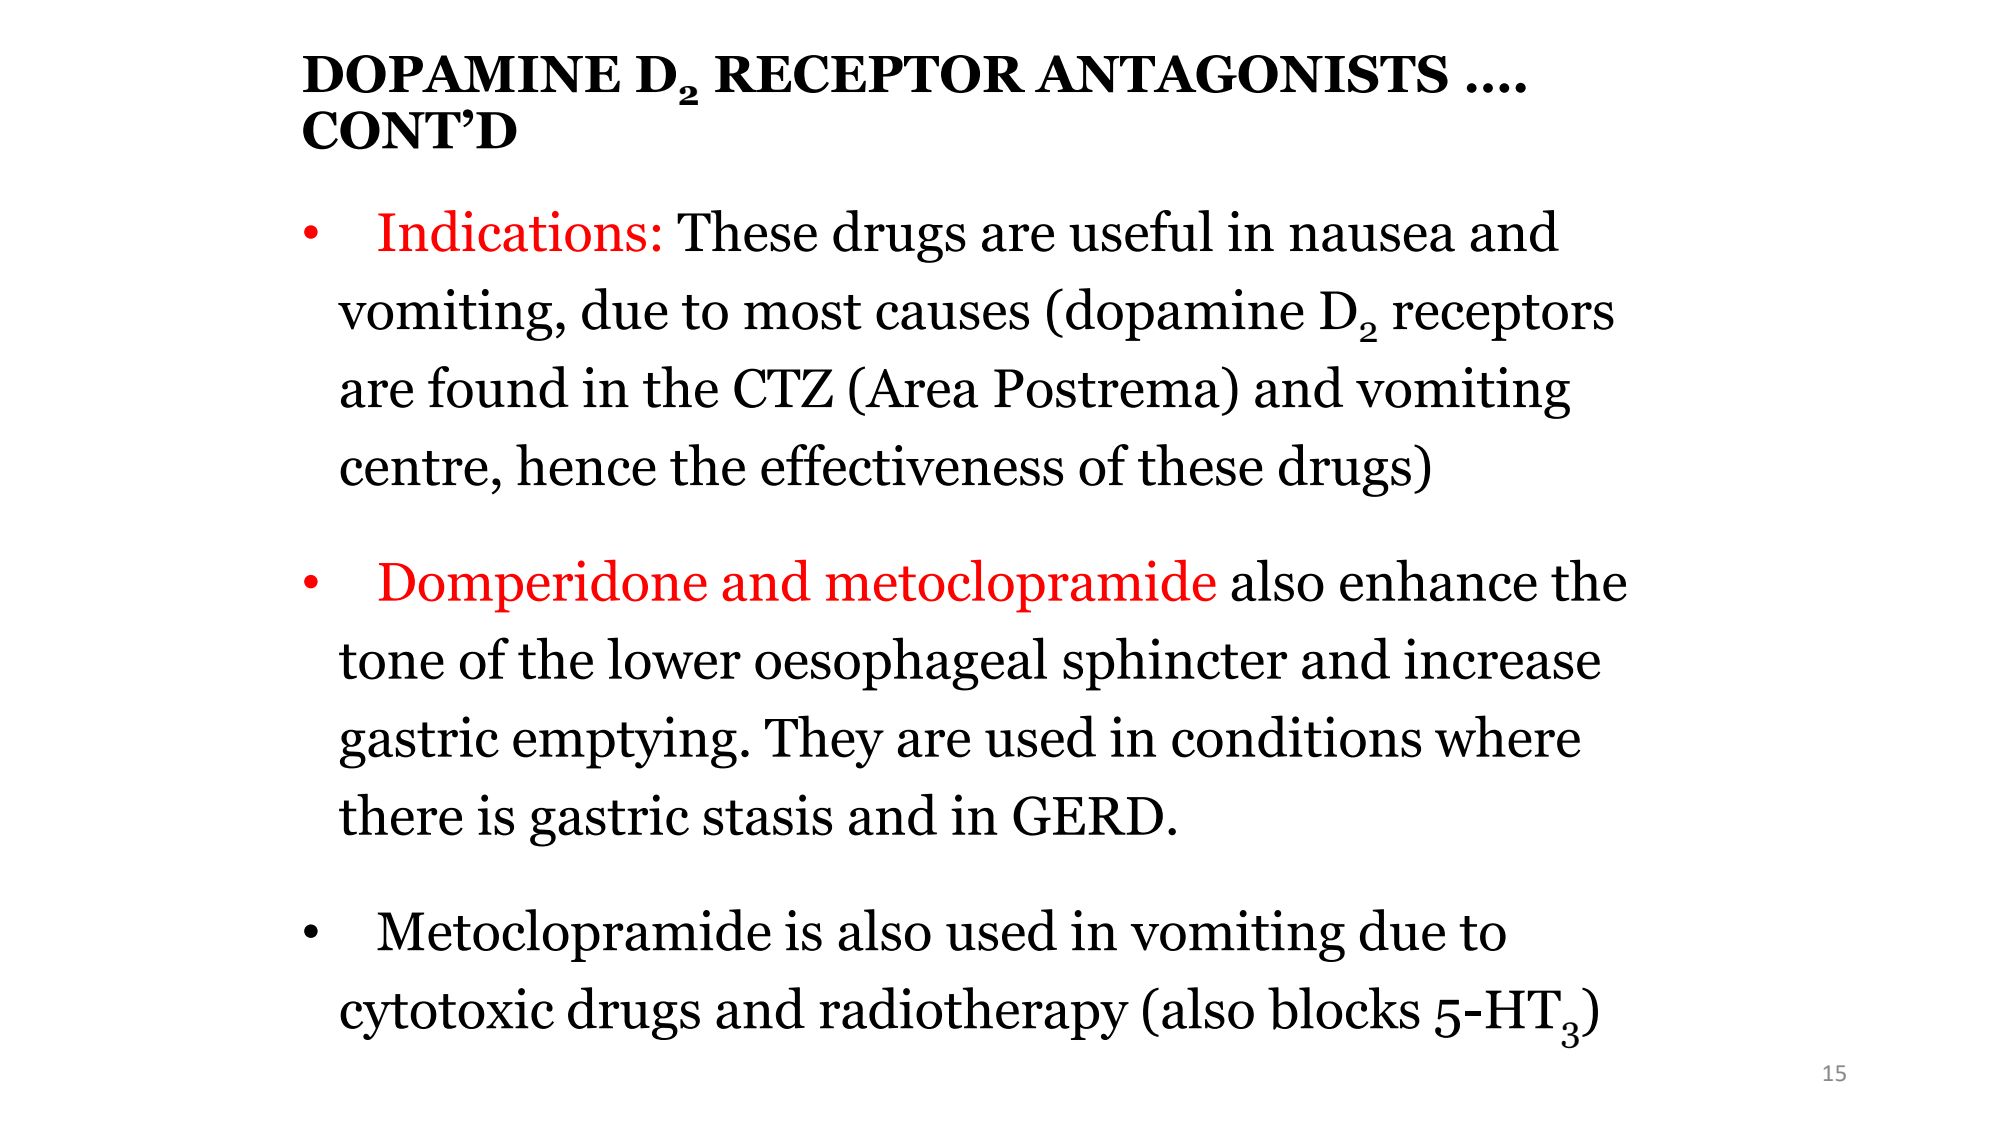 DOPAMINE D₂ RECEPTOR ANTAGONISTS ....
CONT’D
• Indications: These drugs are useful in nausea and
vomiting, due to most causes (dopamine D₂ receptors
are found in the CTZ (Area Postrema) and vomiting
centre, hence the effectiveness of these drugs)
• Domperidone and metoclopramide also enhance the
tone of the lower oesophageal sphincter and increase
gastric emptying. They are used in conditions where
there is gastric stasis and in GERD.
• Metoclopramide is also used in vomiting due to
cytotoxic drugs and radiotherapy (also blocks 5-HT₃)
15